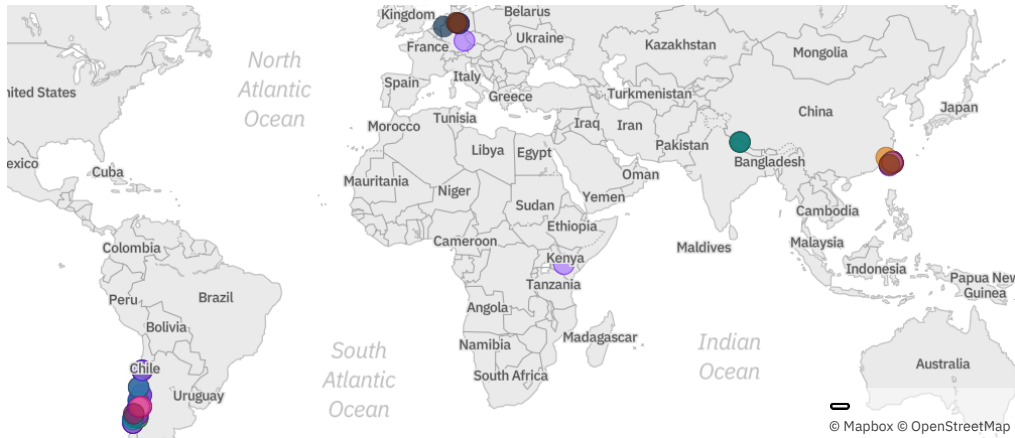 Kingdom
Belarus
Ukraine
France
Kazakhstan
Mongolia
North
Atlantic
Ocean
nited States
Spain
Italy
Greece
Turkmenistan
China
Japan
Morocco
Tunisia
Iraq
Iran
Pakistan
exico
Cuba
Libya
Egypt
Bangladesh
Mauritania
Niger
Oman
Sudan
Yemen
Cambodia
Colombia
Cameroon
Ethiopia
Maldives
Malaysia
Kenya
Indonesia
Papua New
Guinea
Peru
Brazil
Tanzania
Angola
Bolivia
Namibia
Madagascar
South
Atlantic
Ocean
Indian
Ocean
Chile
South Africa
Australia
Uruguay
© Mapbox © OpenStreetMap